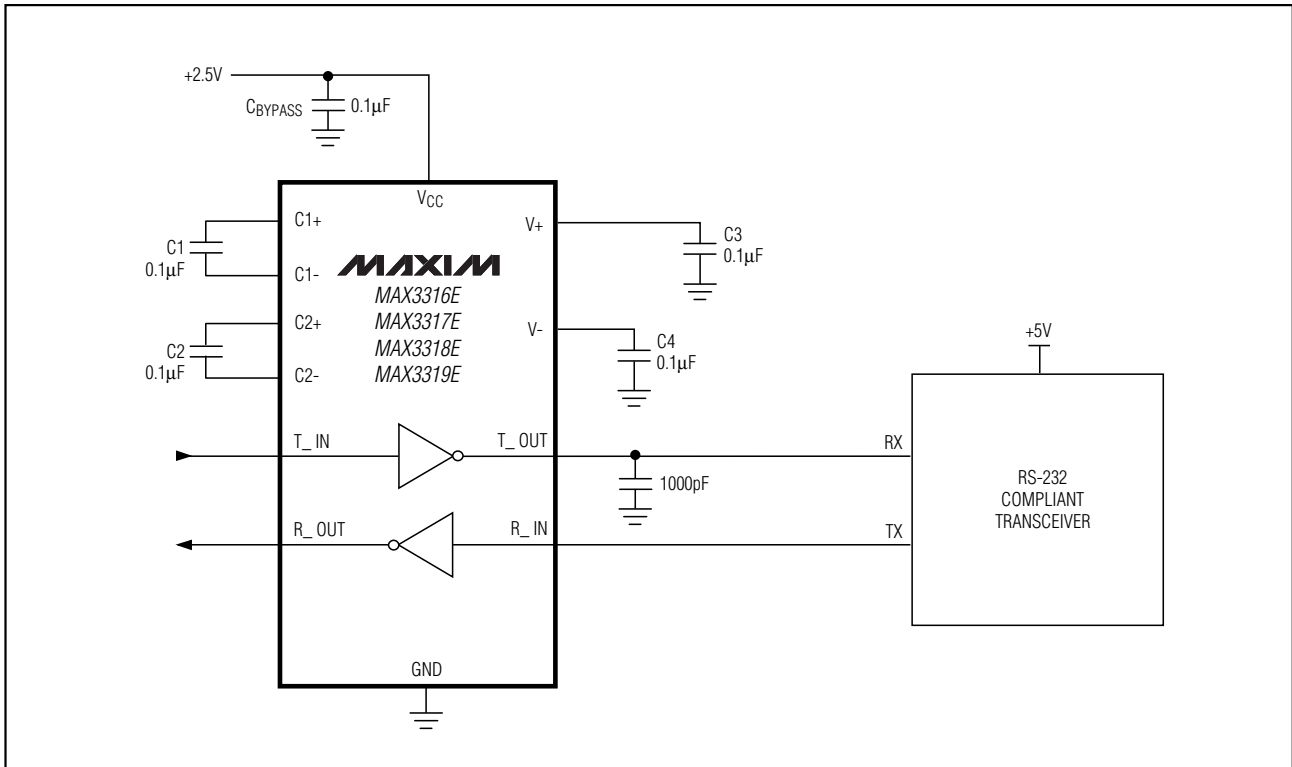 +2.5V
CBYPASS
0.1µF
VCC
C1+
C1
0.1µF
C1-
C2+
C2
0.1µF
C2-
MAXIM
MAX3316E
MAX3317E
MAX3318E
MAX3319E
V+
C3
0.1µF
V-
C4
0.1µF
T_ IN
T_ OUT
1000pF
R_ OUT
R_ IN
GND
+5V
RX
TX
RS-232
COMPLIANT
TRANSCEIVER